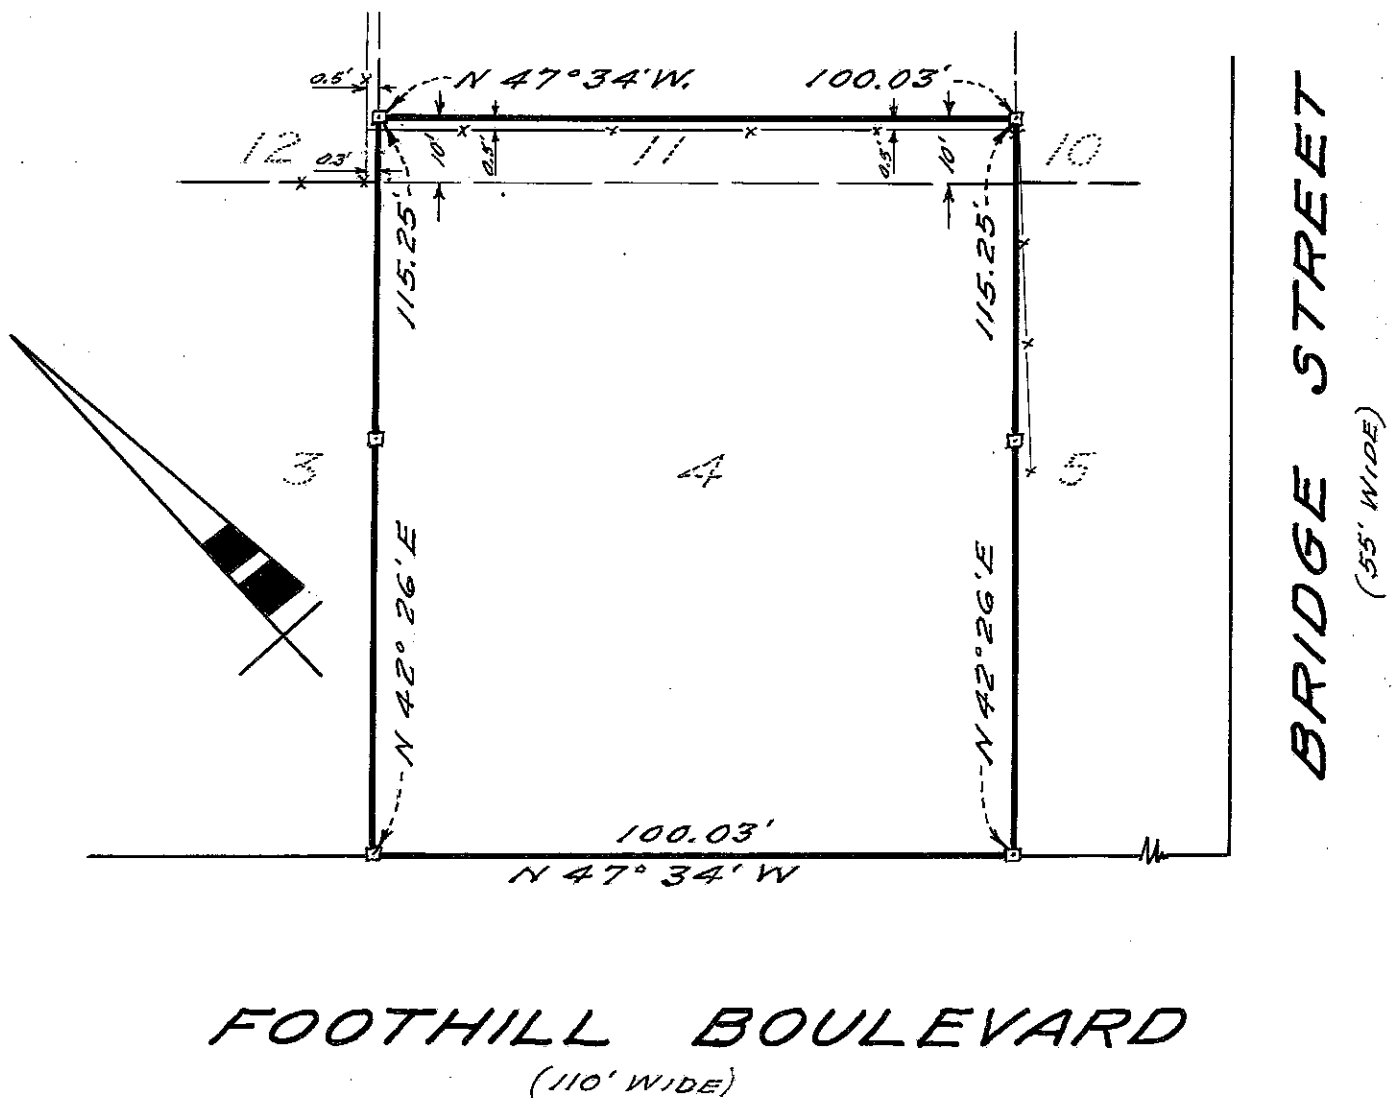 0.5'
N 47°34'W.
100.03'
12
0.3'
10'
0.5'
11
0.5'
10'
10
115.25'
115.25'
3
4
5
N 42° 26' E
N 42° 26' E
100.03'
N 47° 34' W
BRIDGE STREET
(55' WIDE)
FOOTHILL BOULEVARD
(110' WIDE)